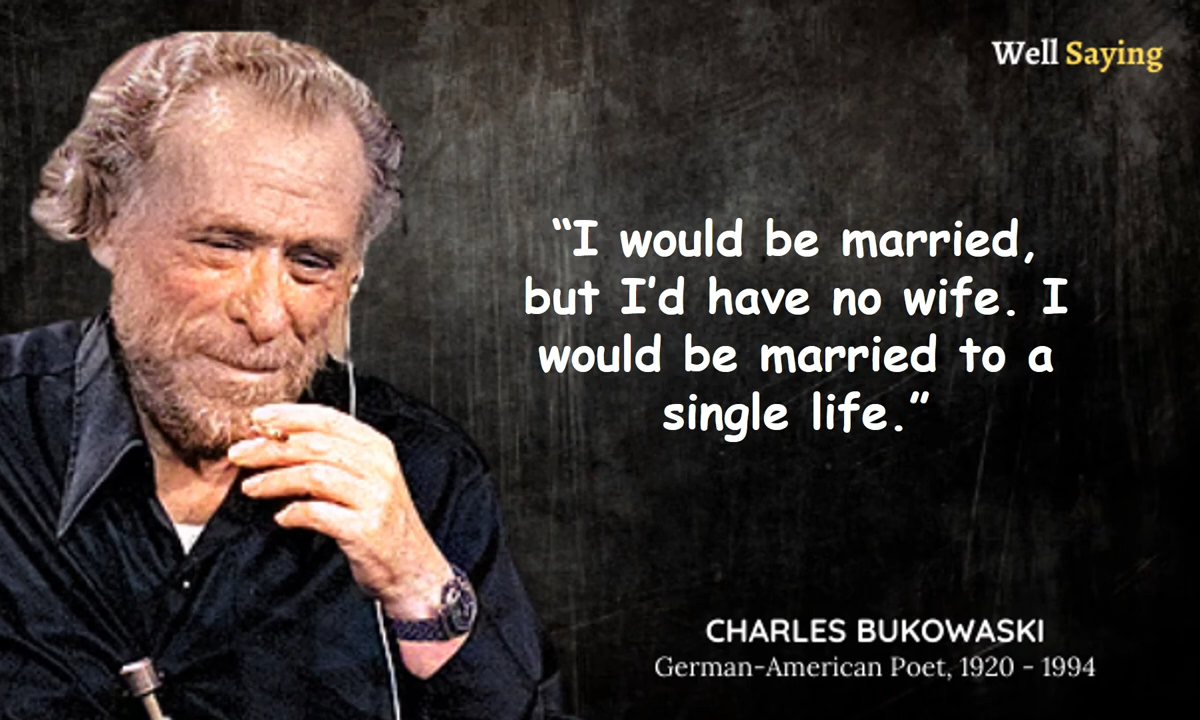 Well Saying
“I would be married,
but I’d have no wife. I
would be married to a
single life.”
CHARLES BUKOWASKI
German-American Poet, 1920 - 1994